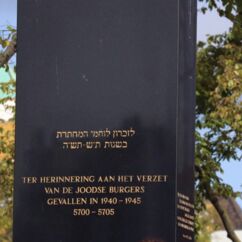 לזכרון לוחמי המחתרת
בשנות ת״ש-תש״ה
TER HERINNERING AAN HET VERZET
VAN DE JOODSE BURGERS
GEVALLEN IN 1940 - 1945
5700 - 5705